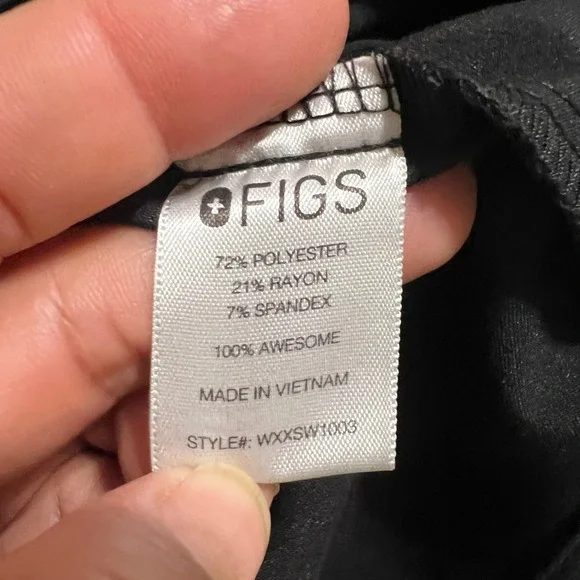 FIGS
72% POLYESTER
21% RAYON
7% SPANDEX
100% AWESOME
MADE IN VIETNAM
STYLE#: WXXSW1003